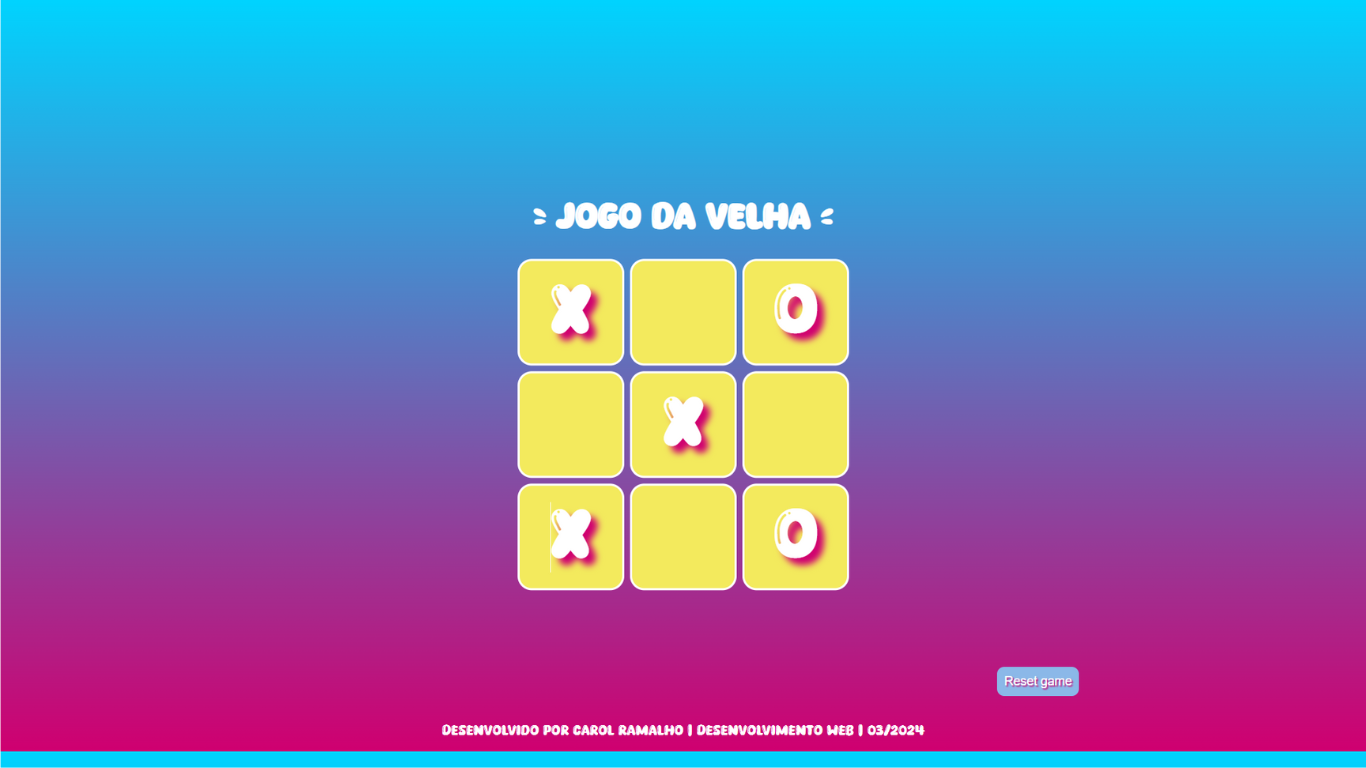 JOGO DA VELHA
X O
X
X O
Reset game
DESENVOLVIDO POR CAROL RAMALHO | DESENVOLVIMENTO WEB | 03/2024